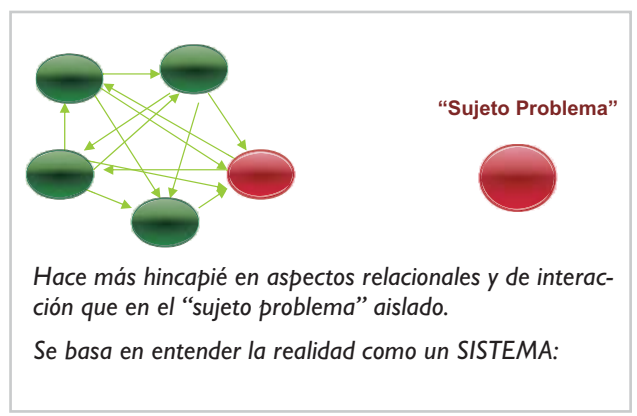 “Sujeto Problema”
Hace más hincapié en aspectos relacionales y de interac-
ción que en el “sujeto problema” aislado.
Se basa en entender la realidad como un SISTEMA: